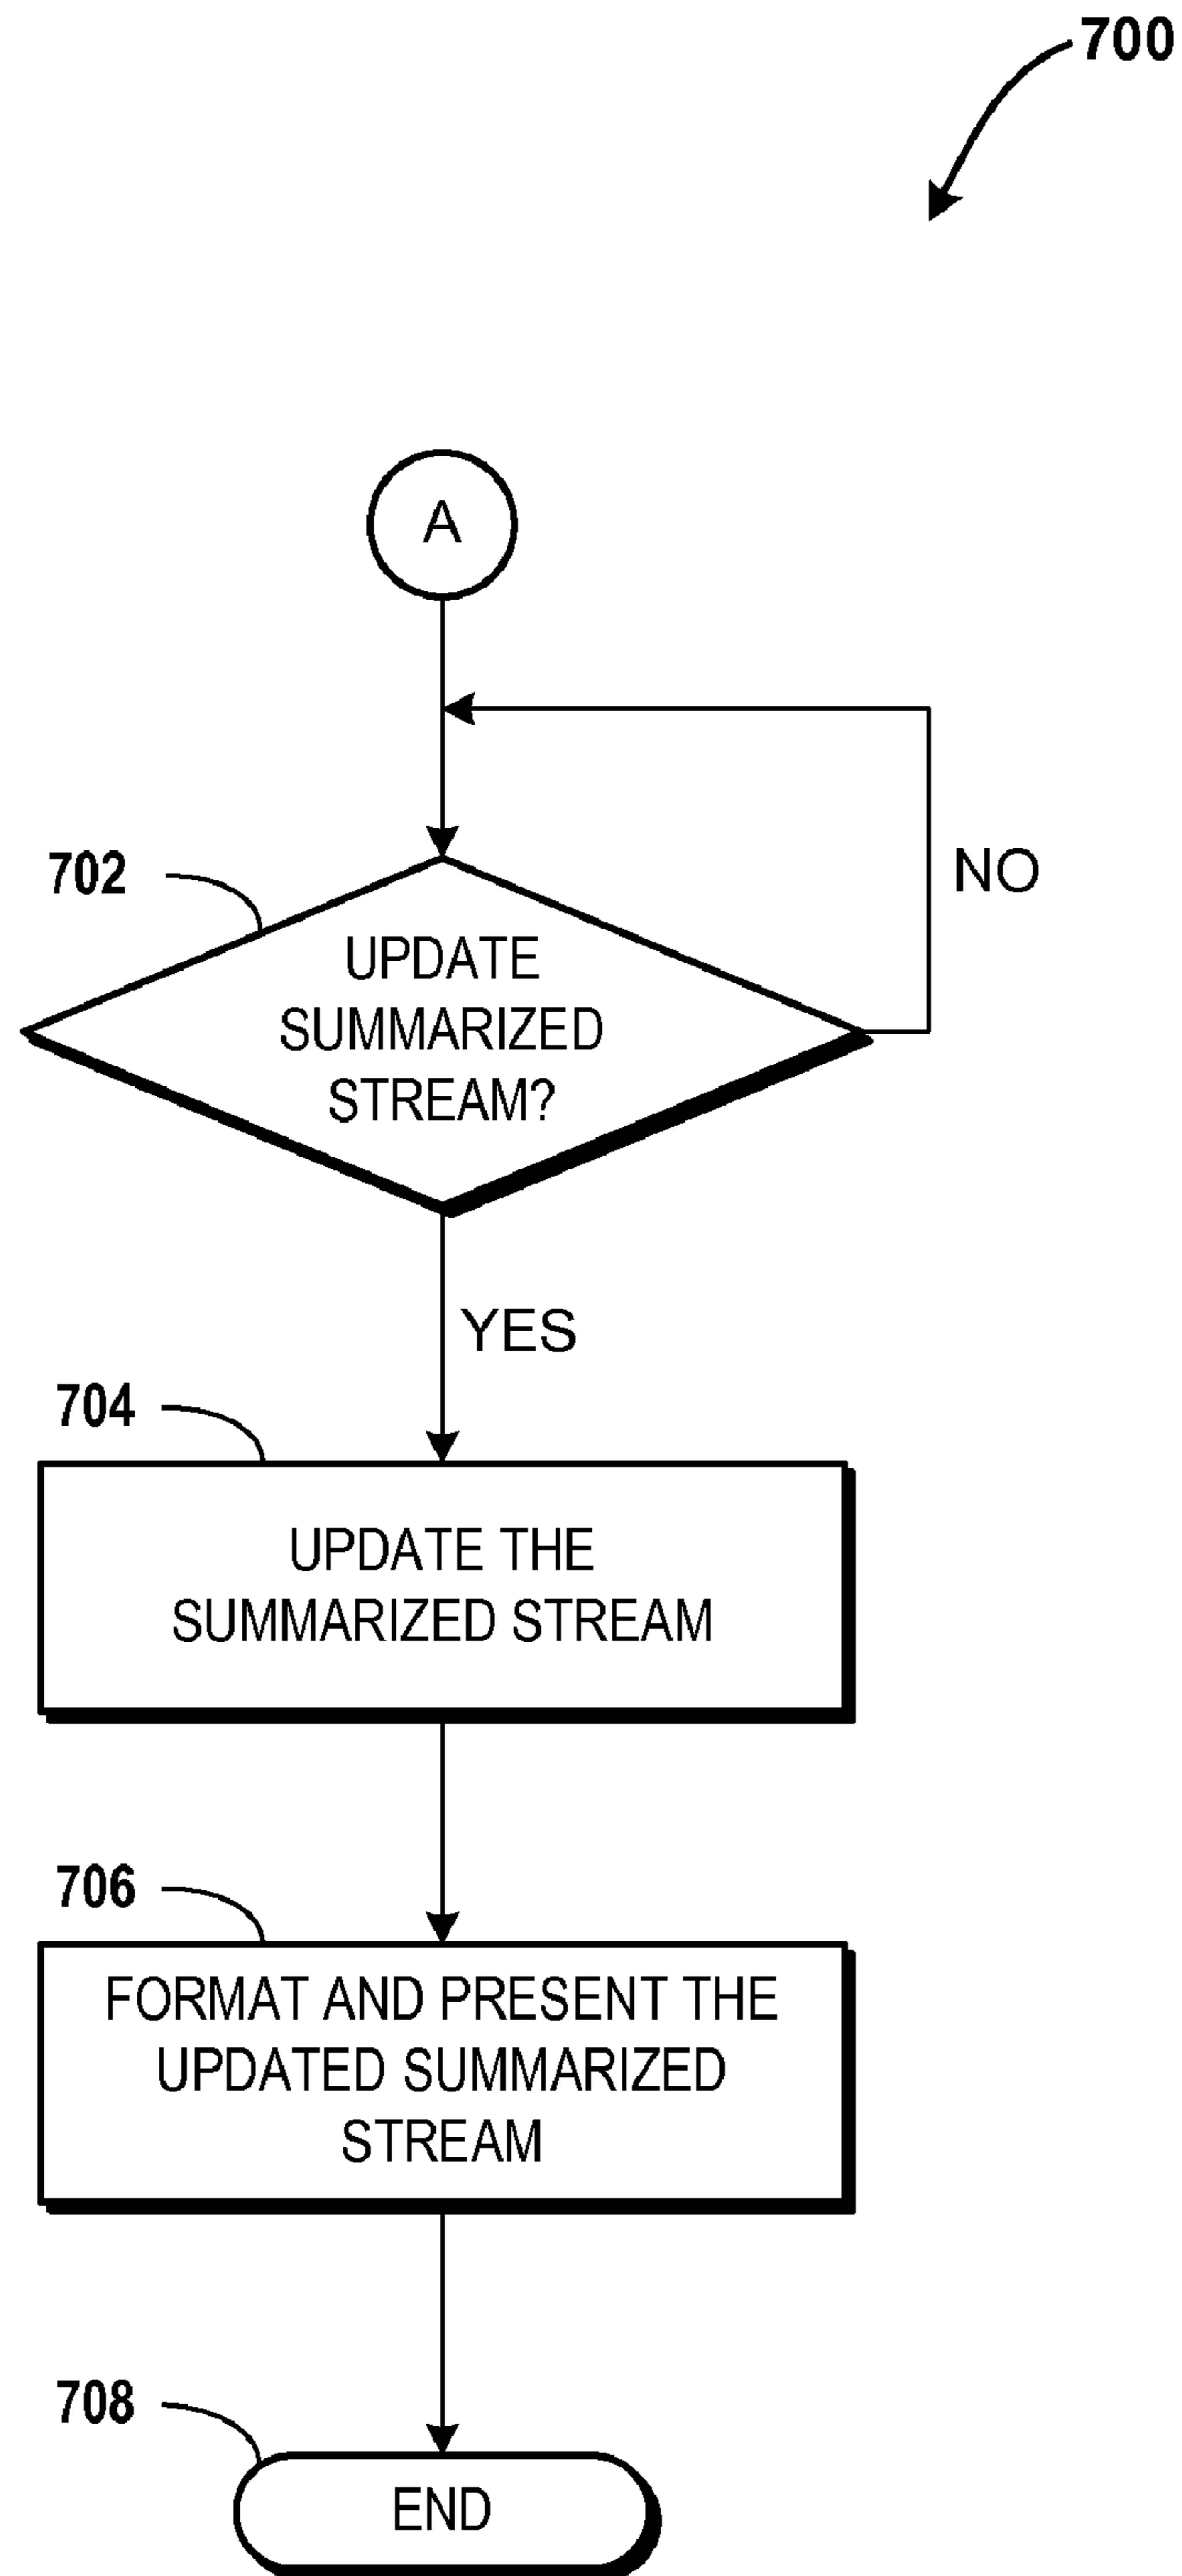 700
A
702
NO
UPDATE
SUMMARIZED
STREAM?
YES
704
UPDATE THE
SUMMARIZED STREAM
706
FORMAT AND PRESENT THE
UPDATED SUMMARIZED
STREAM
708
END